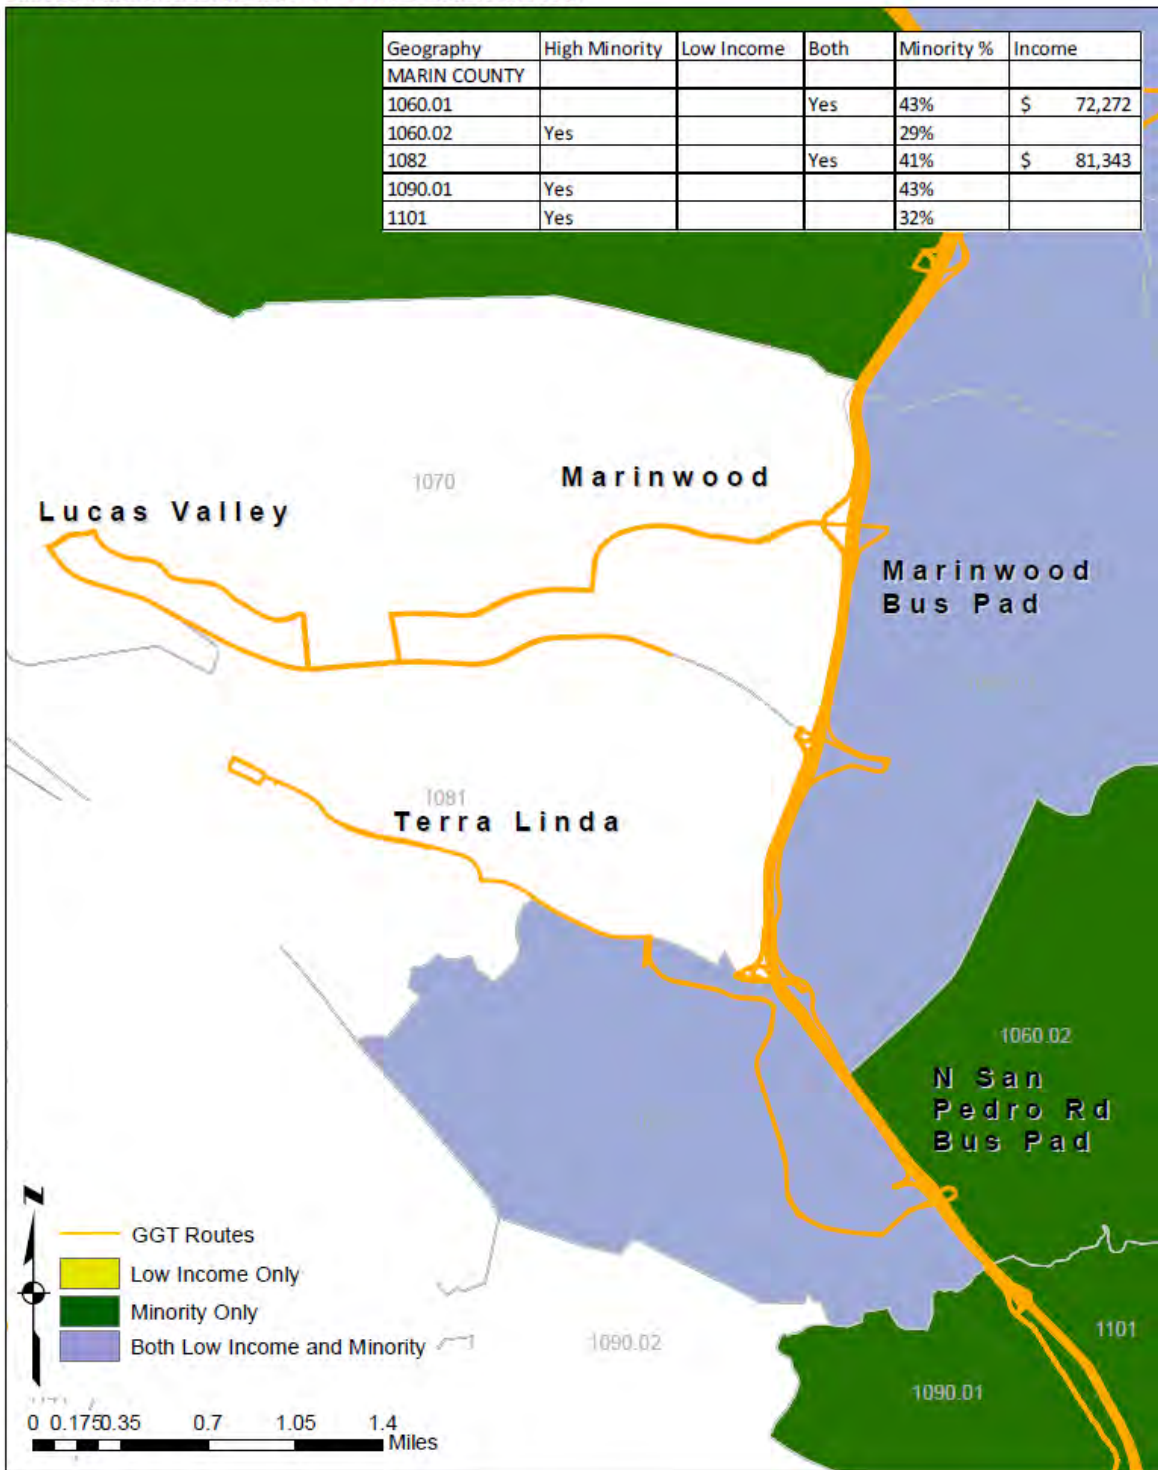 Geography High Minority Low Income Both Minority % Income
MARIN COUNTY
1060.01 Yes 43% $ 72,272
1060.02 Yes 29%
1082 Yes 41% $ 81,343
1090.01 Yes 43%
1101 Yes 32%
1070
Marinwood
Lucas Valley
Marinwood
Bus Pad
1081
Terra Linda
1060.02
N San
Pedro Rd
Bus Pad
N
GGT Routes
Low Income Only
Minority Only
Both Low Income and Minority
1090.02
1101
1090.01
0 0.175 0.35 0.7 1.05 1.4
Miles